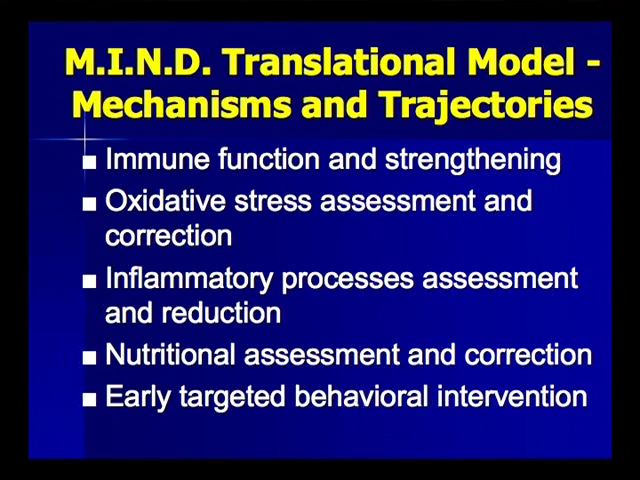 M.I.N.D. Translational Model -
Mechanisms and Trajectories
Immune function and strengthening
Oxidative stress assessment and
correction
Inflammatory processes assessment
and reduction
Nutritional assessment and correction
Early targeted behavioral intervention